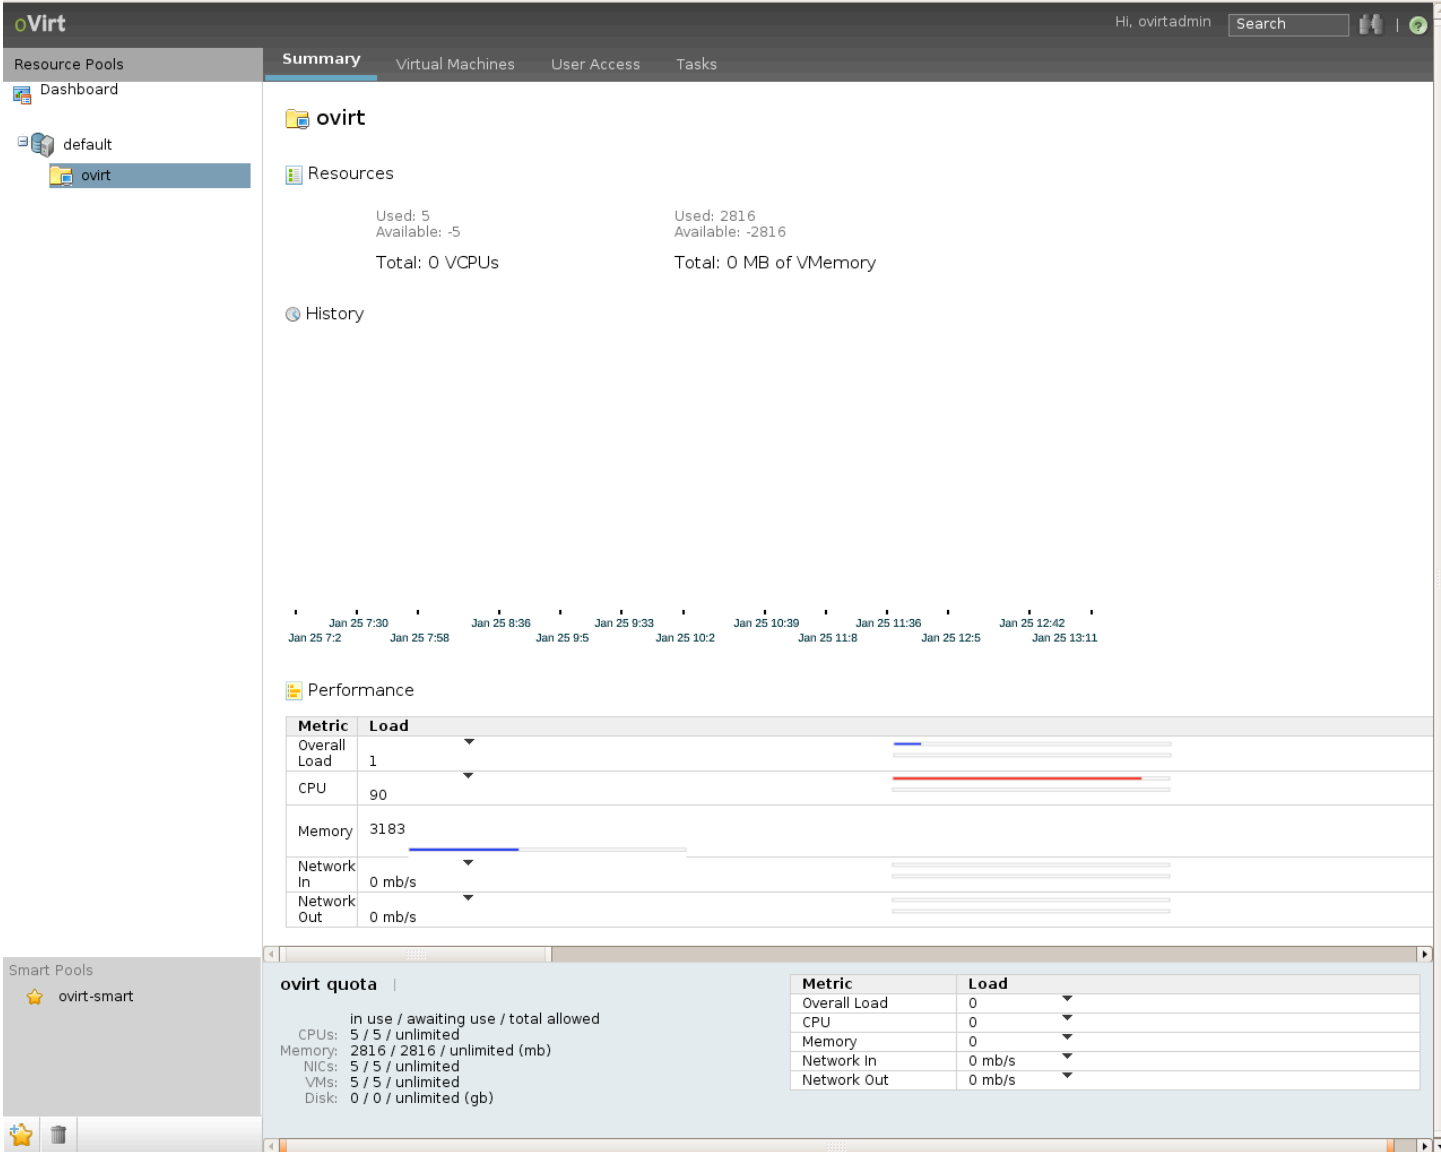 oVirt
Hi, ovirtadmin
Search
Resource Pools
Summary
Virtual Machines
User Access
Tasks
Dashboard
default
ovirt
ovirt
Resources
Used: 5
Available: -5
Total: 0 VCPUs
Used: 2816
Available: -2816
Total: 0 MB of VMemory
History
Jan 25 7:30
Jan 25 8:36
Jan 25 9:33
Jan 25 10:39
Jan 25 11:36
Jan 25 12:42
Jan 25 7:2
Jan 25 7:58
Jan 25 9:5
Jan 25 10:2
Jan 25 11:8
Jan 25 12:5
Jan 25 13:11
Performance
Metric Load
Overall Load 1
CPU 90
Memory 3183
Network In 0 mb/s
Network Out 0 mb/s
Smart Pools
ovirt-smart
ovirt quota |
in use / awaiting use / total allowed
CPUs: 5 / 5 / unlimited
Memory: 2816 / 2816 / unlimited (mb)
NICs: 5 / 5 / unlimited
VMs: 5 / 5 / unlimited
Disk: 0 / 0 / unlimited (gb)
Metric Load
Overall Load 0
CPU 0
Memory 0
Network In 0 mb/s
Network Out 0 mb/s